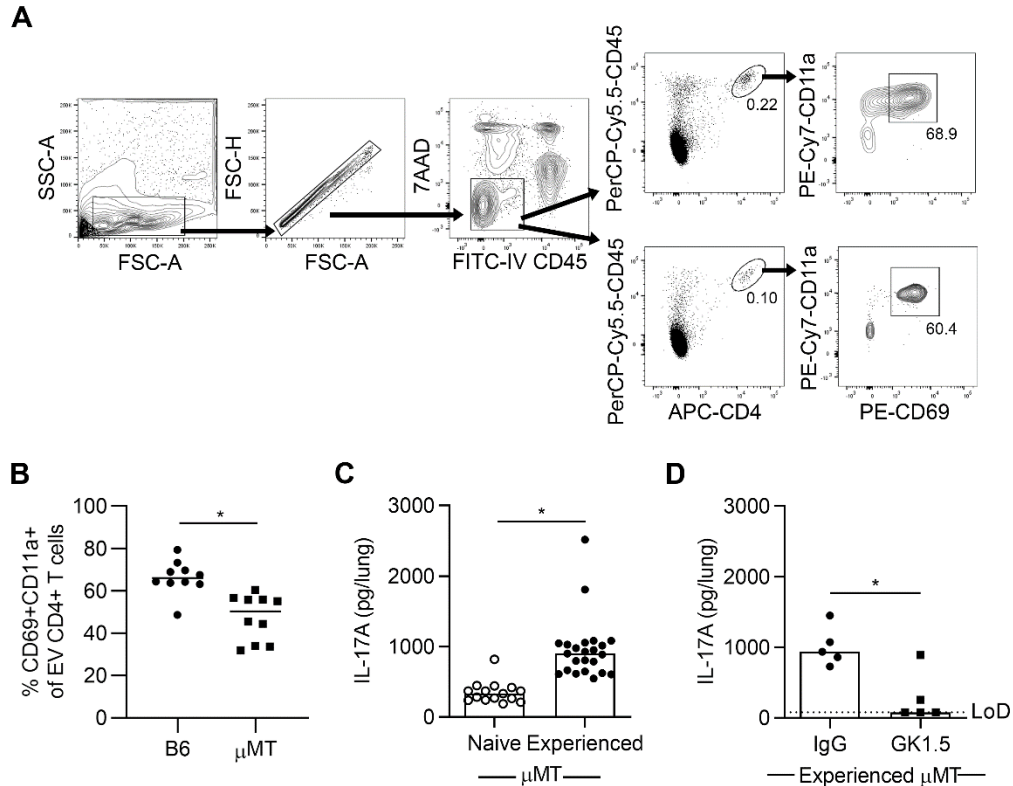 A
SSC-A
FSC-A
FSC-H
FSC-A
7AAD
FITC-IV CD45
PerCP-Cy5.5-CD45
0.22
PE-Cy7-CD11a
68.9
PerCP-Cy5.5-CD45
0.10
APC-CD4
PE-Cy7-CD11a
60.4
PE-CD69
B
% CD69+CD11a+
of EV CD4+ T cells
100
80
60
40
20
0
*
B6
μMT
C
IL-17A (pg/lung)
3000
2000
1000
0
*
Naive Experienced
μMT
D
IL-17A (pg/lung)
3000
2000
1000
0
*
LoD
IgG
GK1.5
Experienced μMT